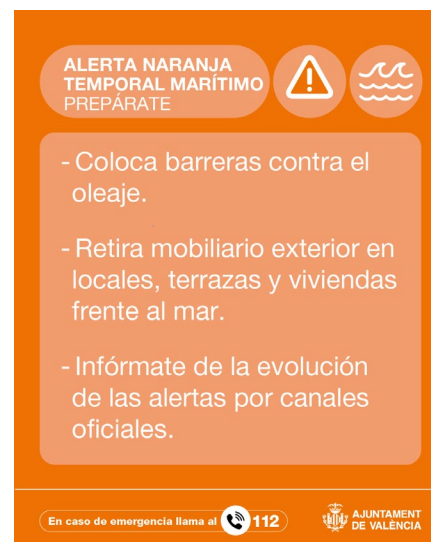 ALERTA NARANJA
TEMPORAL MARÍTIMO
PREPÁRATE
- Coloca barreras contra el
oleaje.
- Retira mobiliario exterior en
locales, terrazas y viviendas
frente al mar.
- Infórmate de la evolución
de las alertas por canales
oficiales.
En caso de emergencia llama al 112
AJUNTAMENT
DE VALÈNCIA